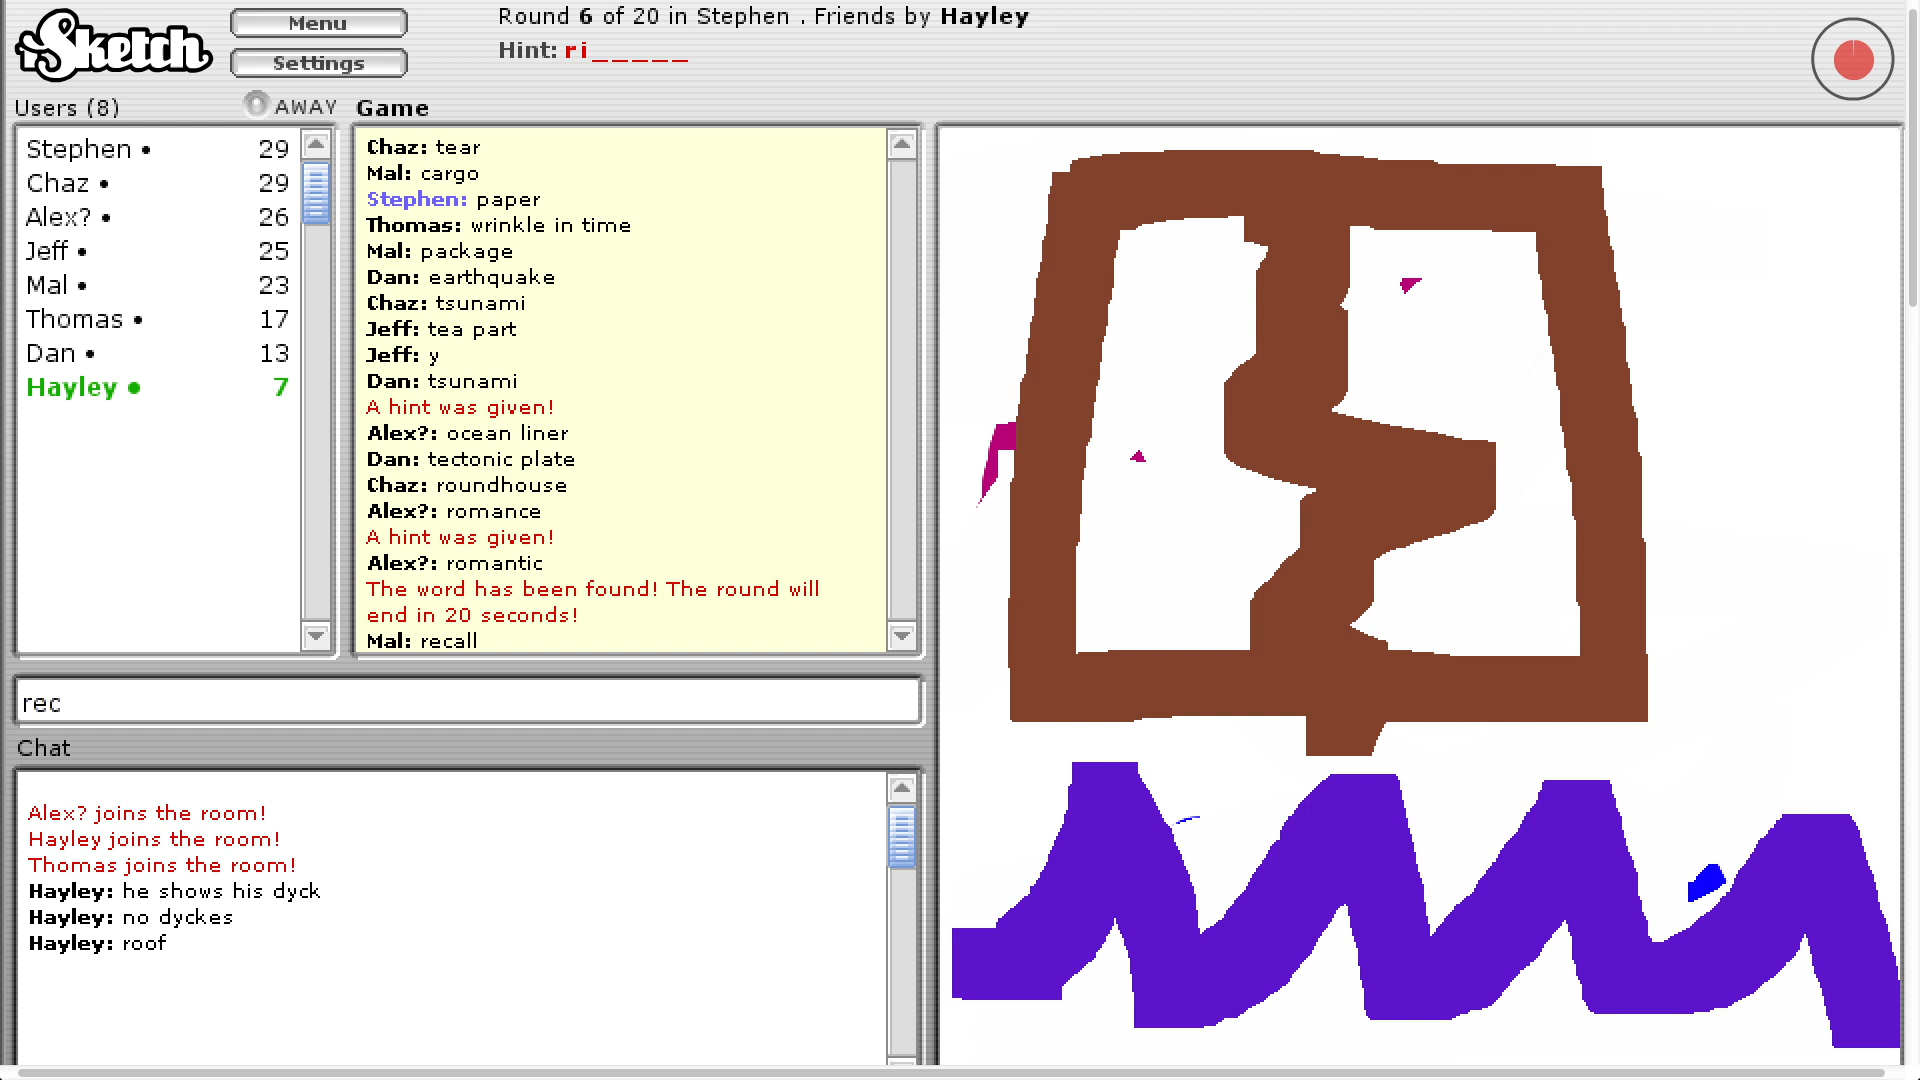 iSketch
Menu
Settings
Round 6 of 20 in Stephen . Friends by Hayley
Hint: ri_____
Users (8)
AWAY
Game
Stephen • 29
Chaz • 29
Alex? • 26
Jeff • 25
Mal • 23
Thomas • 17
Dan • 13
Hayley • 7
Chaz: tear
Mal: cargo
Stephen: paper
Thomas: wrinkle in time
Mal: package
Dan: earthquake
Chaz: tsunami
Jeff: tea part
Jeff: y
Dan: tsunami
A hint was given!
Alex?: ocean liner
Dan: tectonic plate
Chaz: roundhouse
Alex?: romance
A hint was given!
Alex?: romantic
The word has been found! The round will
end in 20 seconds!
Mal: recall
rec
Chat
Alex? joins the room!
Hayley joins the room!
Thomas joins the room!
Hayley: he shows his dyck
Hayley: no dyckes
Hayley: roof